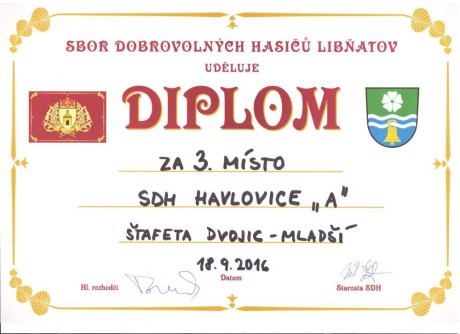 SBOR DOBROVOLNÝCH HASIČŮ LIBŇATOV
UDĚLUJE
DIPLOM
ZA 3. MÍSTO
SDH HAVLOVICE „A"
ŠTAFETA DVOJIC - MLADŠÍ
18.9.2016
Hl. rozhodčí
Datum
Starosta SDH